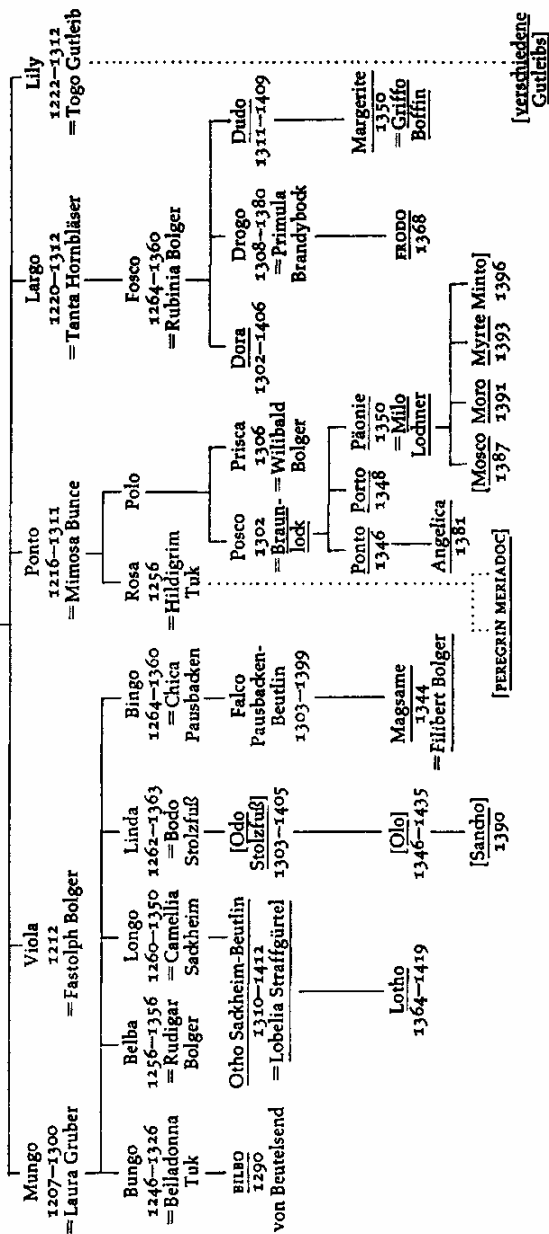 Mungo
1207–1300
=Laura Gruber
Viola
1212
=Fastolph Bolger
Ponto
1216–1311
=Mimosa Bunce
Largo
1220–1312
=Tanta Hornbläser
Lily
1222–1312
=Togo Gutleib
Bungo
1246–1326
=Belladonna
Tuk
Belba
1256–1356
=Rudigar
Bolger
Longo
1260–1350
=Camellia
Sackheim
Linda
1262–1363
=Bodo
Stolzfuß
Bingo
1264–1360
=Chica
Pausbacken
Rosa
1256
=Hildigrim
Tuk
Polo
Fosco
1264–1360
=Rubinia Bolger
BILBO
1290
von Beutelsend
Otho Sackheim-Beutlin
1310–1412
=Lobelia Straffgürtel
[Odo
Stolzfuß]
1303–1405
Falco
Pausbacken-
Beutlin
1303–1399
Posco
1302
=Braun-
lock
Prisca
1306
=Wilibald
Bolger
Dora
1302–1406
Drogo
1308–1380
=Primula
Brandybock
Dudo
1311–1409
Lotho
1364–1419
[Olo]
1346–1435
Magsame
1344
=Filibert Bolger
Ponto
1346
Porto
1348
Päonie
1350
=Milo
Lochner
FRODO
1368
Margerite
1350
=Griffo
Boffin
[Sancho]
1390
Angelica
1381
[Mosco
1387
Moro
1391
Myrte
1393
Minto]
1396
[PEREGRIN MERIADOC]
[verschiedene
Gutleibs]